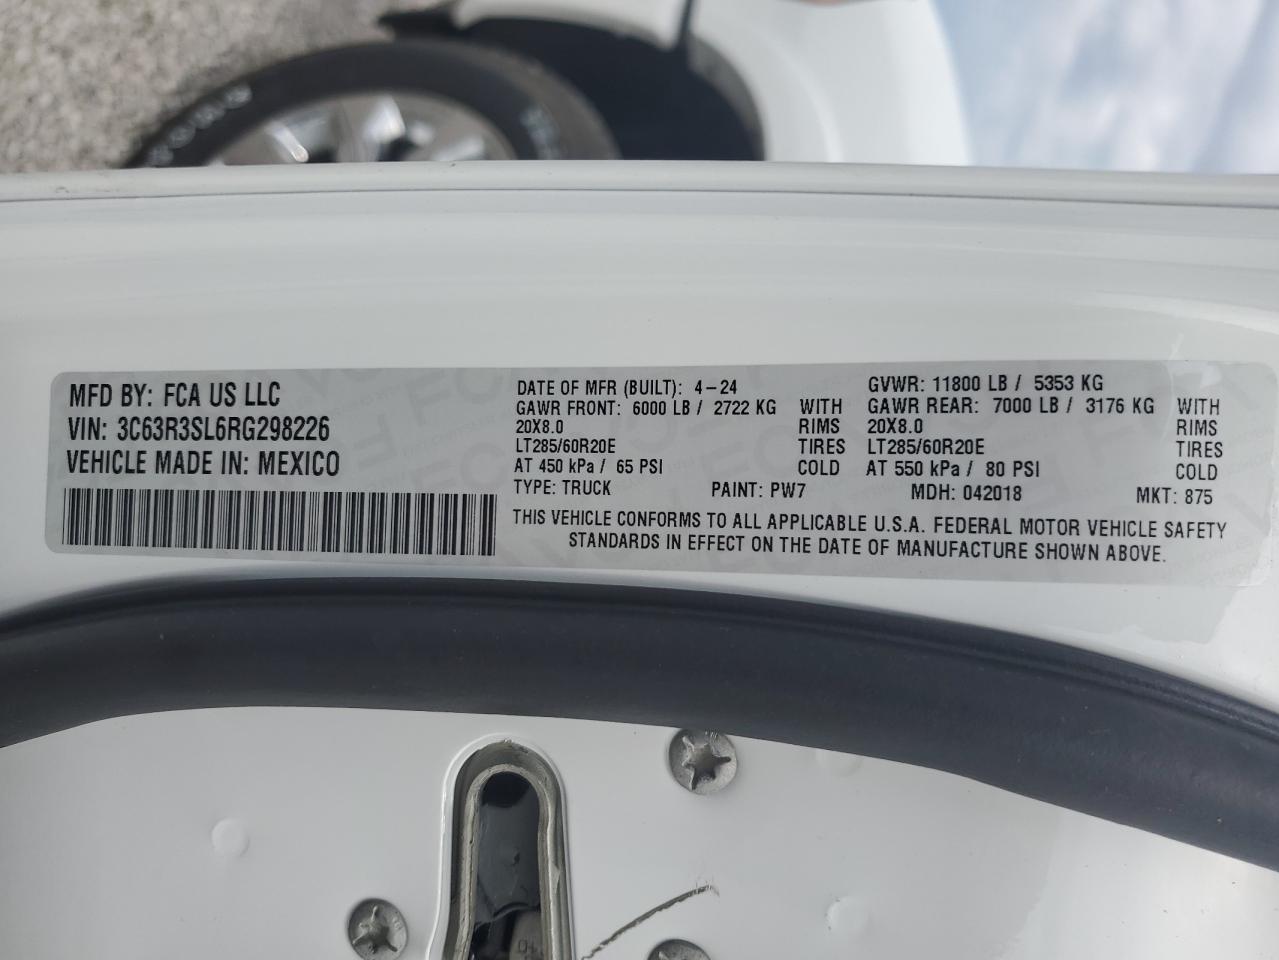 MFD BY: FCA US LLC
VIN: 3C63R3SL6RG298226
VEHICLE MADE IN: MEXICO
DATE OF MFR (BUILT): 4-24
GAWR FRONT: 6000 LB / 2722 KG WITH
20X8.0 RIMS
LT285/60R20E TIRES
AT 450 kPa / 65 PSI COLD
GVWR: 11800 LB / 5353 KG
GAWR REAR: 7000 LB / 3176 KG WITH
20X8.0 RIMS
LT285/60R20E TIRES
AT 550 kPa / 80 PSI COLD
TYPE: TRUCK PAINT: PW7 MDH: 042018 MKT: 875
THIS VEHICLE CONFORMS TO ALL APPLICABLE U.S.A. FEDERAL MOTOR VEHICLE SAFETY
STANDARDS IN EFFECT ON THE DATE OF MANUFACTURE SHOWN ABOVE.